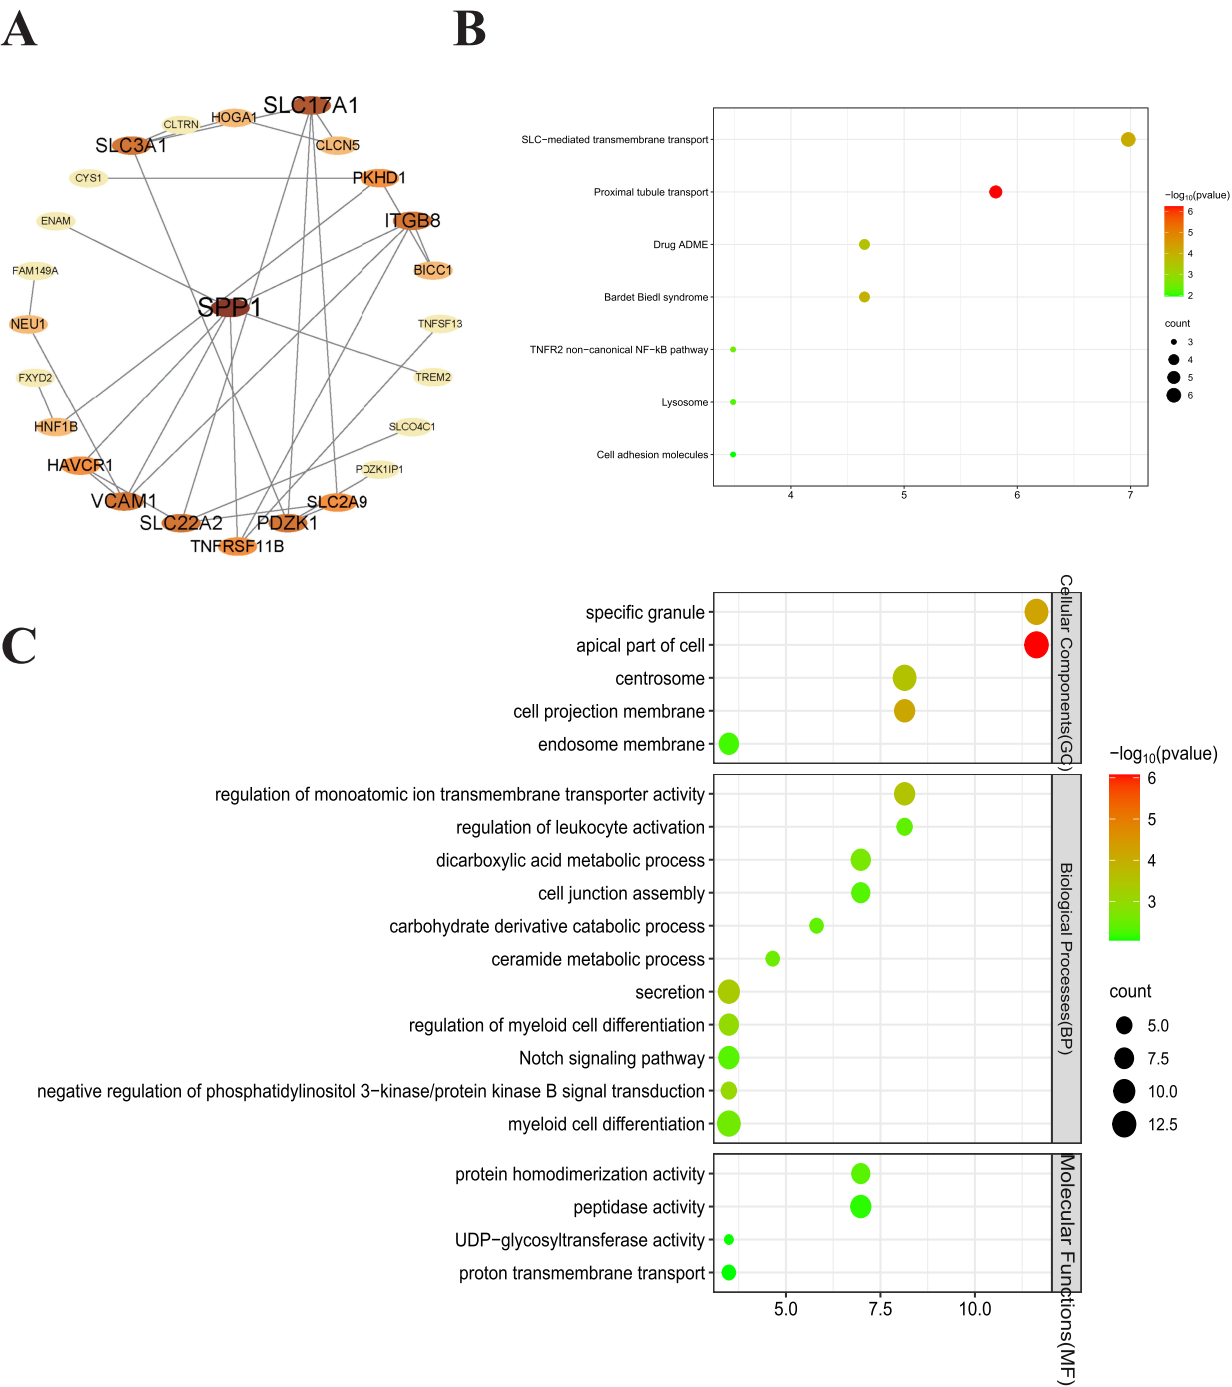 A
SLC17A1
HOGA1
CLTRN
SLC3A1
CLCN5
CYS1
PKHD1
ENAM
ITGB8
FAM149A
BICC1
SPP1
NEU1
TNFSF13
FXYD2
TREM2
HNF1B
SLCO4C1
HAVCR1
PDZK1IP1
VCAM1
SLC2A9
SLC22A2
PDZK1
TNFRSF11B
B
SLC−mediated transmembrane transport
Proximal tubule transport
Drug ADME
Bardet Biedl syndrome
TNFR2 non−canonical NF−kB pathway
Lysosome
Cell adhesion molecules
4 5 6 7
−log10(pvalue)
6
5
4
3
2
count
3
4
5
6
C
specific granule
apical part of cell
centrosome
cell projection membrane
endosome membrane
Cellular Components(GC)
regulation of monoatomic ion transmembrane transporter activity
regulation of leukocyte activation
dicarboxylic acid metabolic process
cell junction assembly
carbohydrate derivative catabolic process
ceramide metabolic process
secretion
regulation of myeloid cell differentiation
Notch signaling pathway
negative regulation of phosphatidylinositol 3−kinase/protein kinase B signal transduction
myeloid cell differentiation
Biological Processes(BP)
protein homodimerization activity
peptidase activity
UDP−glycosyltransferase activity
proton transmembrane transport
Molecular Functions(MF)
5.0 7.5 10.0
−log10(pvalue)
6
5
4
3
count
5.0
7.5
10.0
12.5